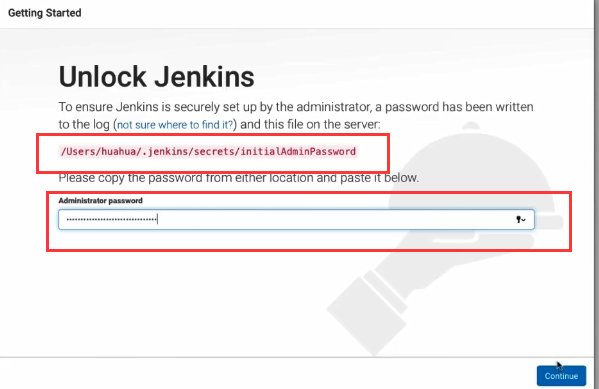 Getting Started
Unlock Jenkins
To ensure Jenkins is securely set up by the administrator, a password has been written
to the log (not sure where to find it?) and this file on the server:
/Users/huahua/.jenkins/secrets/initialAdminPassword
Please copy the password from either location and paste it below.
Administrator password
••••••••••••••••••••••••••••••••
Continue